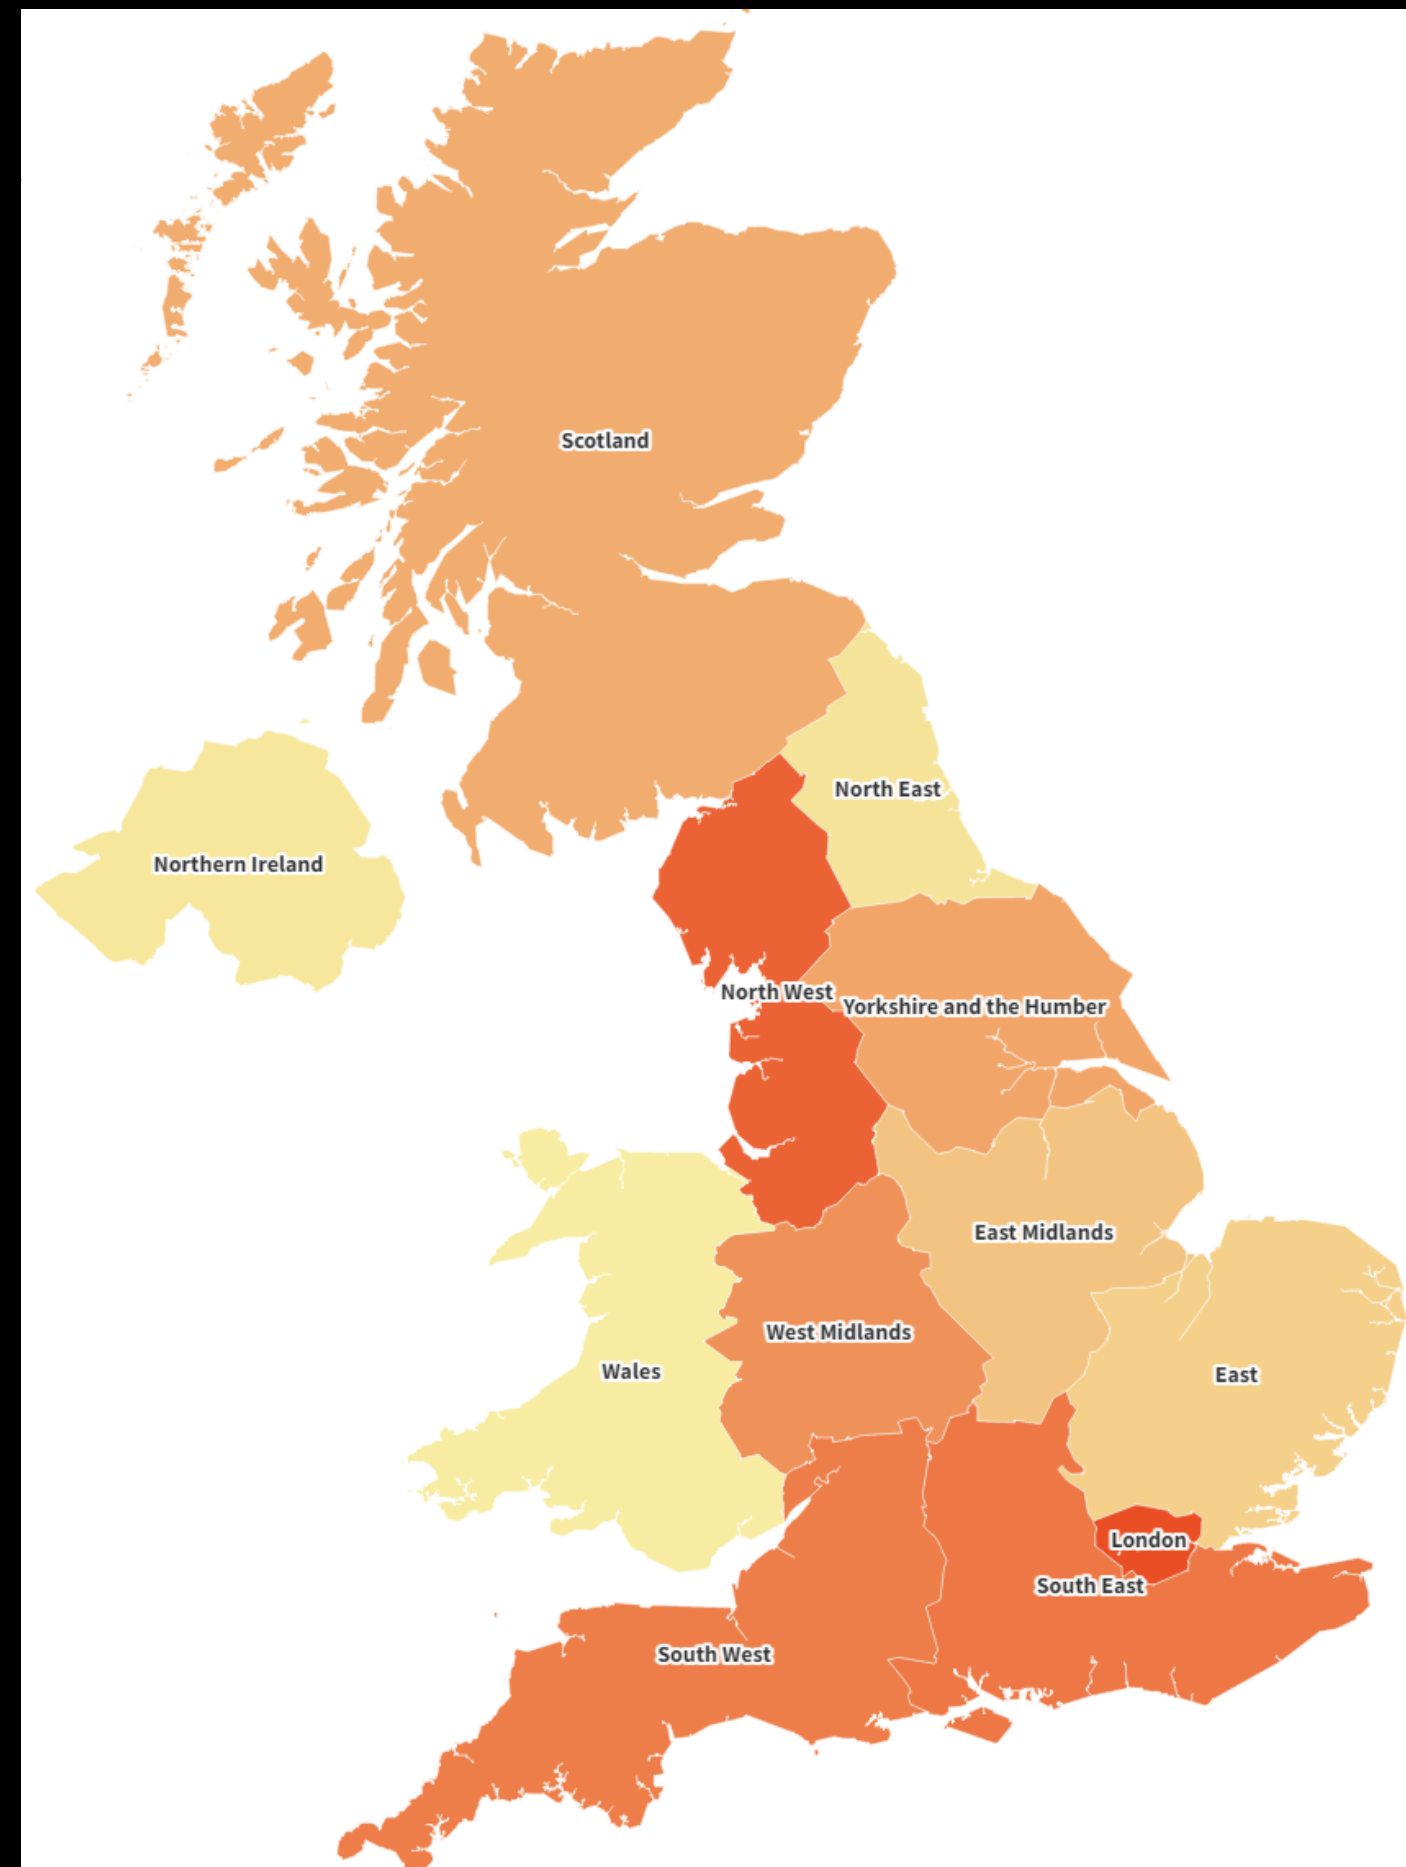 Scotland
North East
Northern Ireland
North West
Yorkshire and the Humber
East Midlands
West Midlands
Wales
East
London
South East
South West